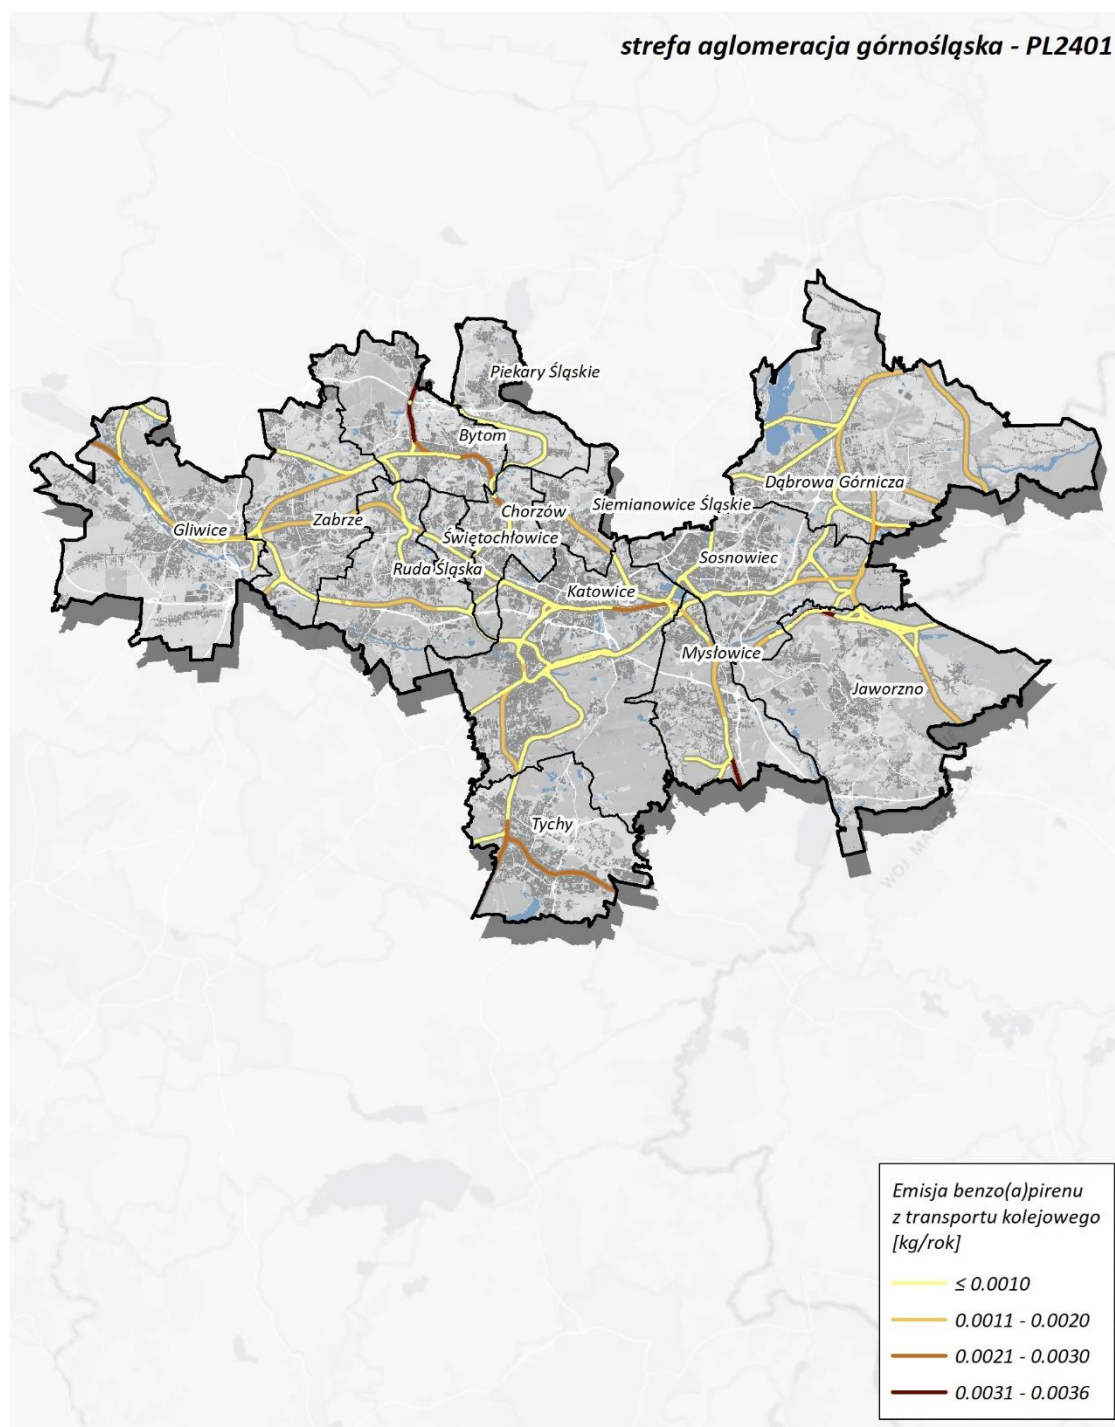 strefa aglomeracja górnośląska - PL2401
Piekary Śląskie
Bytom
Dąbrowa Górnicza
Siemianowice Śląskie
Chorzów
Zabrze
Gliwice
Świętochłowice
Sosnowiec
Ruda Śląska
Katowice
Mysłowice
Jaworzno
Tychy
WOJ. MA
Emisja benzo(a)pirenu
z transportu kolejowego
[kg/rok]
≤ 0.0010
0.0011 - 0.0020
0.0021 - 0.0030
0.0031 - 0.0036